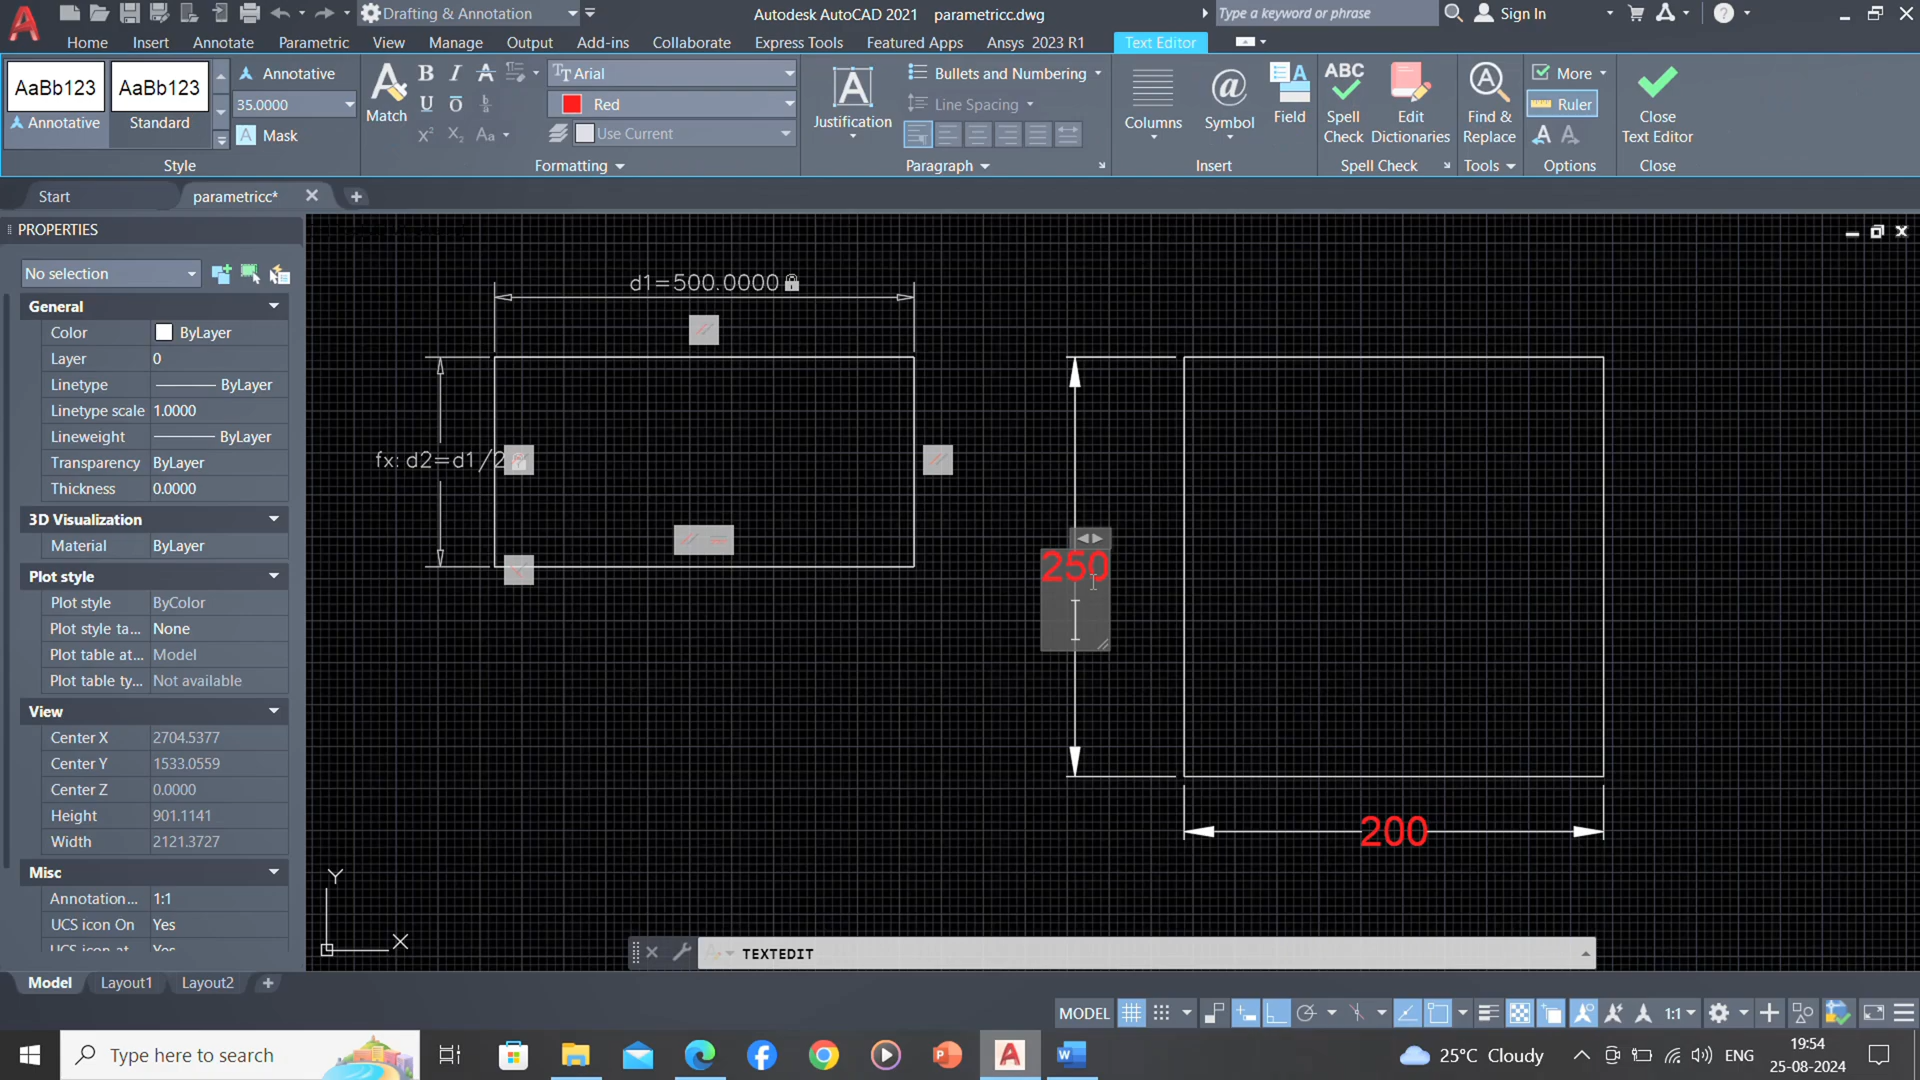 Drafting & Annotation
Autodesk AutoCAD 2021 parametricc.dwg
Type a keyword or phrase
Sign In
Home Insert Annotate Parametric View Manage Output Add-ins Collaborate Express Tools Featured Apps Ansys 2023 R1 Text Editor
AaBb123
Annotative
AaBb123
Standard
Annotative
35.0000
Mask
Style
Match
Arial
Red
Use Current
Formatting
Justification
Bullets and Numbering
Line Spacing
Paragraph
Columns
Symbol
Field
Insert
ABC
Spell
Check
Edit
Dictionaries
Spell Check
Find &
Replace
Tools
More
Ruler
Options
Close
Text Editor
Close
Start
parametricc*
PROPERTIES
No selection
General
Color ByLayer
Layer 0
Linetype ByLayer
Linetype scale 1.0000
Lineweight ByLayer
Transparency ByLayer
Thickness 0.0000
3D Visualization
Material ByLayer
Plot style
Plot style ByColor
Plot style ta... None
Plot table at... Model
Plot table ty... Not available
View
Center X 2704.5377
Center Y 1533.0559
Center Z 0.0000
Height 901.1141
Width 2121.3727
Misc
Annotation... 1:1
UCS icon On Yes
UCS icon at Yes
d1=500.0000
fx: d2=d1/2
250
200
Y
X
TEXTEDIT
Model Layout1 Layout2
MODEL
1:1
Type here to search
25°C Cloudy
ENG
19:54
25-08-2024